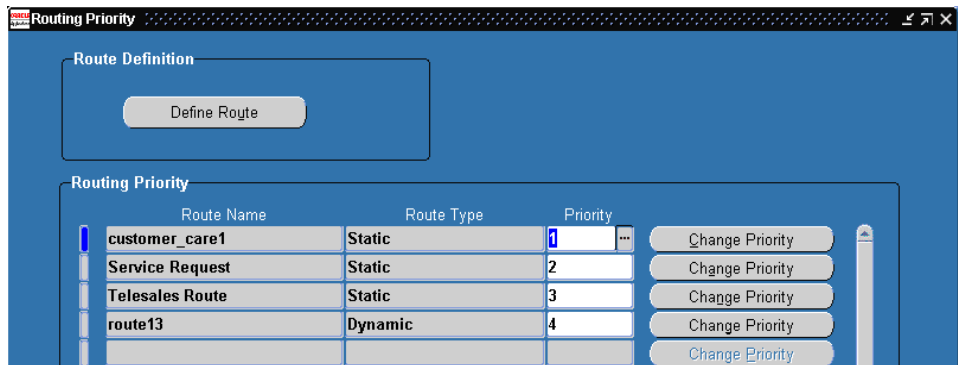 Routing Priority
Route Definition
Define Route
Routing Priority
Route Name Route Type Priority
customer_care1 Static 1 ... Change Priority
Service Request Static 2 Change Priority
Telesales Route Static 3 Change Priority
route13 Dynamic 4 Change Priority
Change Priority